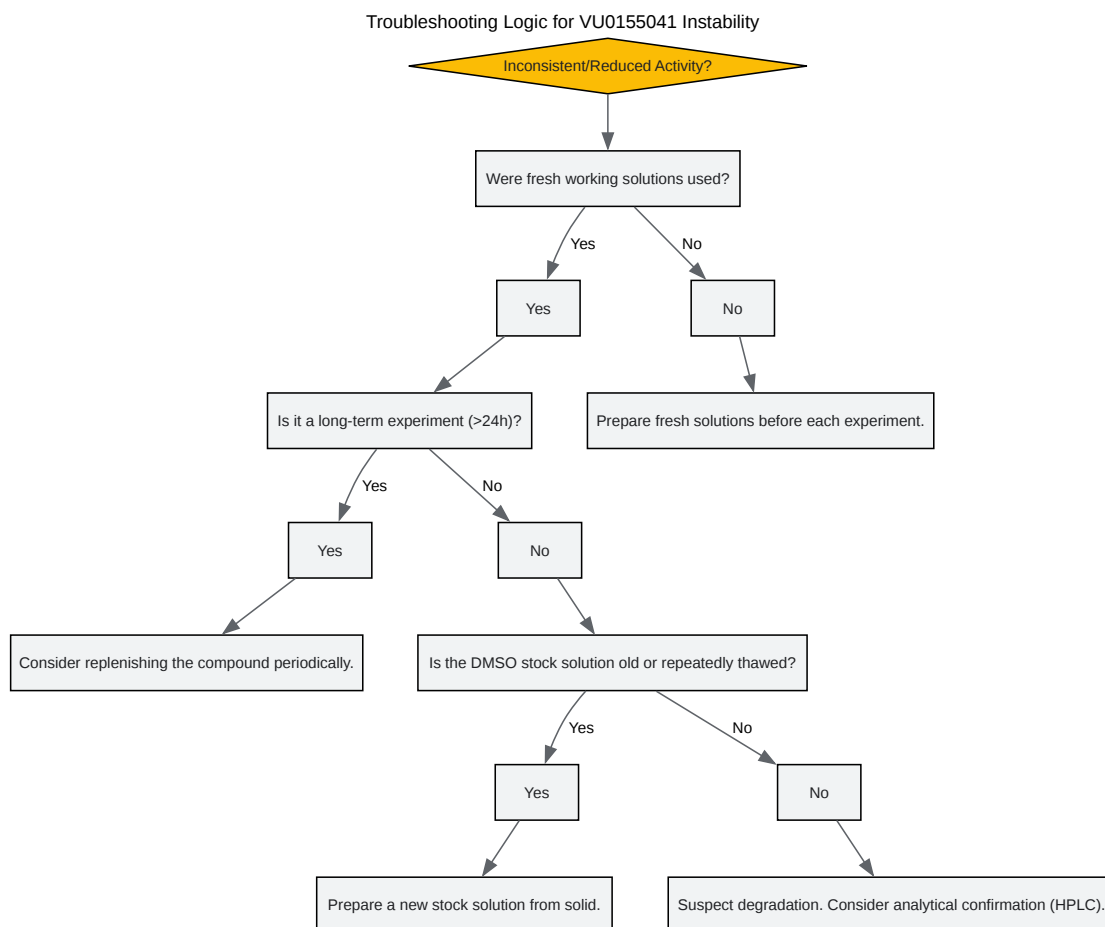 Troubleshooting Logic for VU0155041 Instability
Inconsistent/Reduced Activity?
Were fresh working solutions used?
Yes
No
Yes
No
Is it a long-term experiment (>24h)?
Prepare fresh solutions before each experiment.
Yes
No
Yes
No
Consider replenishing the compound periodically.
Is the DMSO stock solution old or repeatedly thawed?
Yes
No
Yes
No
Prepare a new stock solution from solid.
Suspect degradation. Consider analytical confirmation (HPLC).